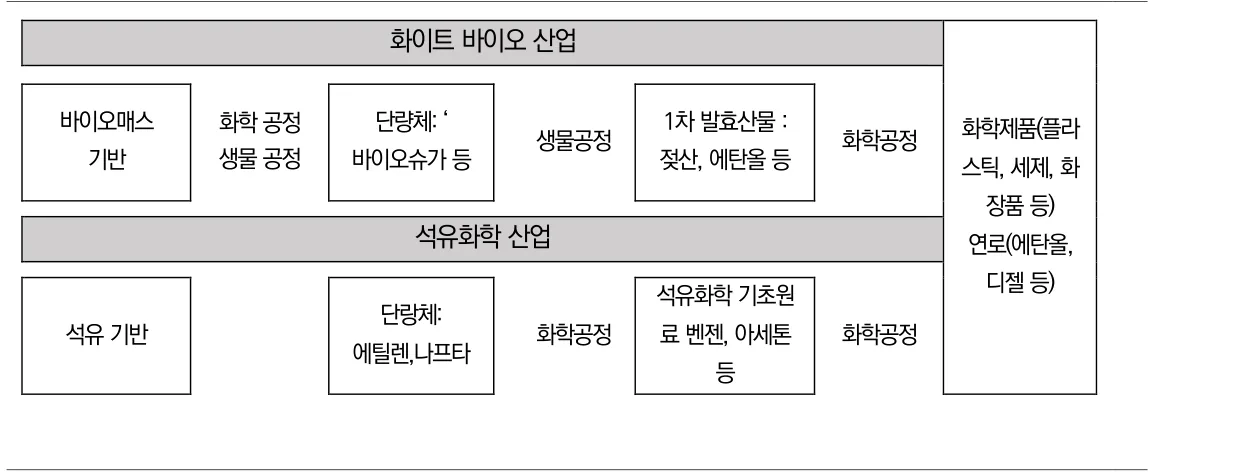 화이트 바이오 산업
바이오매스
기반
화학 공정
생물 공정
단량체: ‘
바이오슈가 등
생물공정
1차 발효산물 :
젖산, 에탄올 등
화학공정
석유화학 산업
석유 기반
단랑체:
에틸렌,나프타
화학공정
석유화학 기초원
료 벤젠, 아세톤
등
화학공정
화학제품(플라
스틱, 세제, 화
장품 등)
연로(에탄올,
디젤 등)